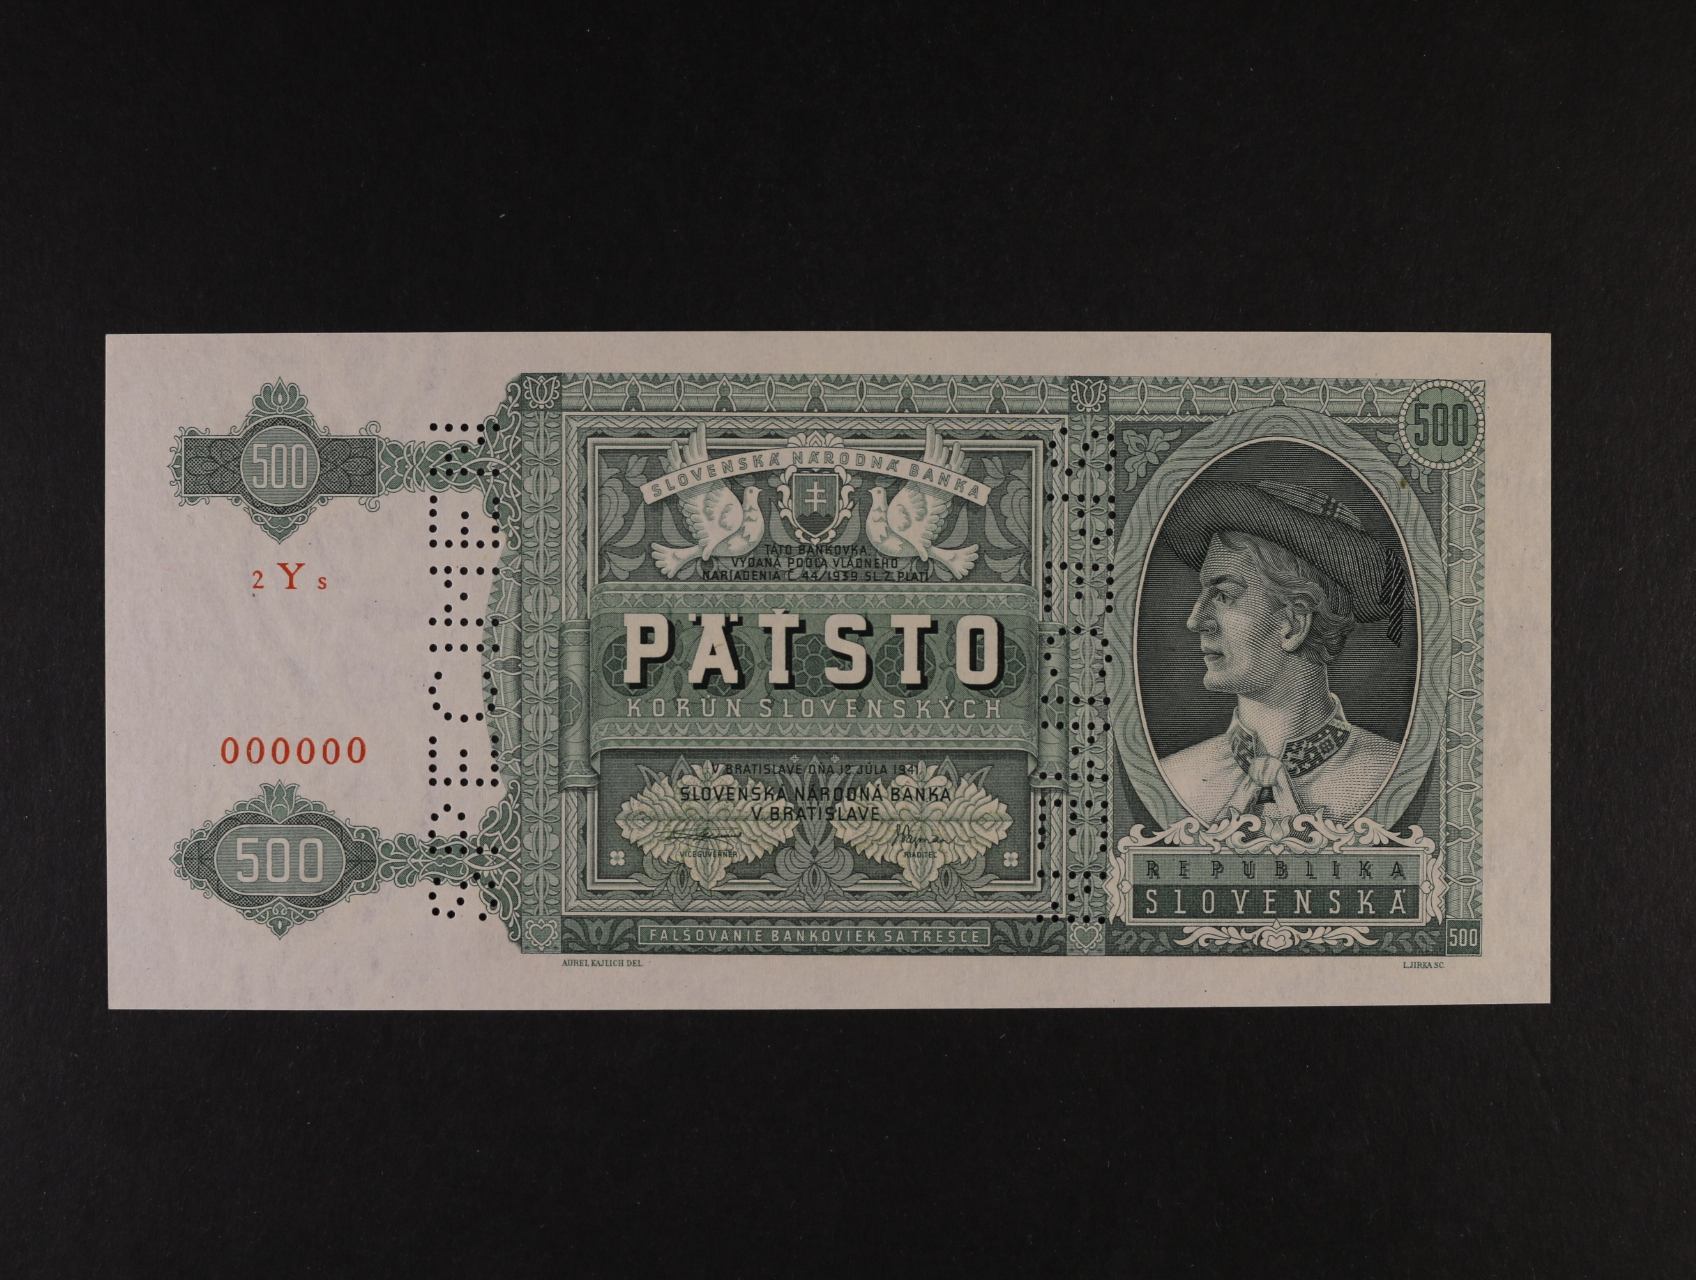 500
500
SLOVENSKÁ NÁRODNÁ BANKA
TÁTO BANKOVKA,
VYDANÁ PODĽA VLÁDNEHO
NARIADENIA Č. 44/1939 SL. Z. PLATÍ
2 Y s
PÄŤSTO
KORUN SLOVENSKÝCH
000000
V BRATISLAVE DŇA 12. JÚLA 1941.
SLOVENSKÁ NÁRODNÁ BANKA
V BRATISLAVE
VICEGUVERNÉR
RIADITEĽ
500
REPUBLIKA
SLOVENSKÁ
FALŠOVANIE BANKOVIEK SA TRESCE
500
AUREL KAJLICH DEL.
L. JIRKA SC.